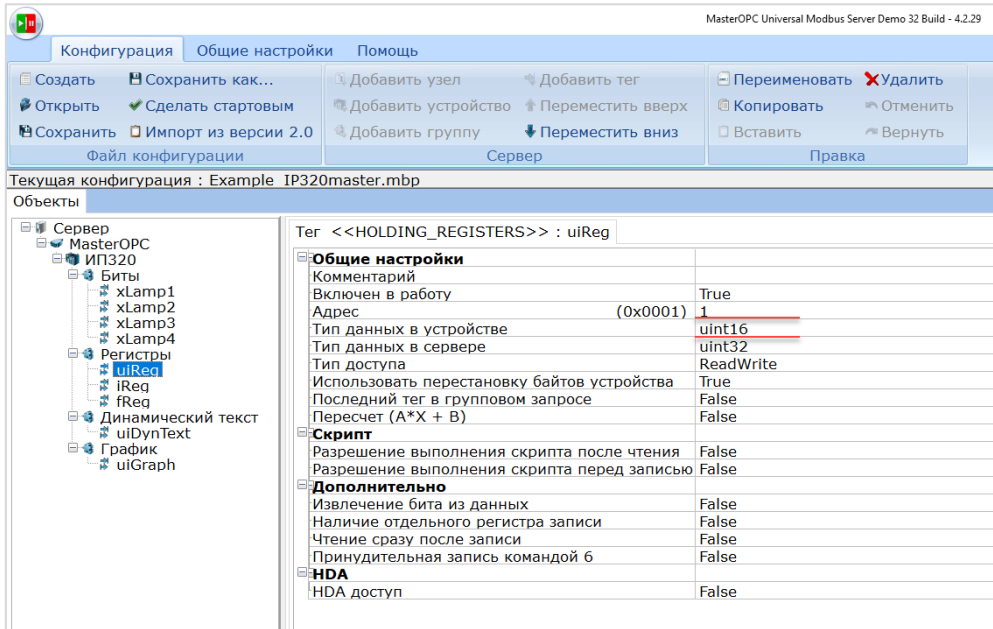 MasterOPC Universal Modbus Server Demo 32 Build - 4.2.29
Конфигурация Общие настройки Помощь
Создать Сохранить как... Добавить узел Добавить тег Переименовать Удалить
Открыть Сделать стартовым Добавить устройство Переместить вверх Копировать Отменить
Сохранить Импорт из версии 2.0 Добавить группу Переместить вниз Вставить Вернуть
Файл конфигурации Сервер Правка
Текущая конфигурация : Example IP320master.mbp
Объекты
Сервер
MasterOPC
ИП320
Биты
xLamp1
xLamp2
xLamp3
xLamp4
Регистры
uiReg
iReg
fReg
Динамический текст
uiDynText
График
uiGraph
Тег <<HOLDING_REGISTERS>> : uiReg
Общие настройки
Комментарий
Включен в работу True
Адрес (0x0001) 1
Тип данных в устройстве uint16
Тип данных в сервере uint32
Тип доступа ReadWrite
Использовать перестановку байтов устройства True
Последний тег в групповом запросе False
Пересчет (A*X + B) False
Скрипт
Разрешение выполнения скрипта после чтения False
Разрешение выполнения скрипта перед записью False
Дополнительно
Извлечение бита из данных False
Наличие отдельного регистра записи False
Чтение сразу после записи False
Принудительная запись командой 6 False
HDA
HDA доступ False